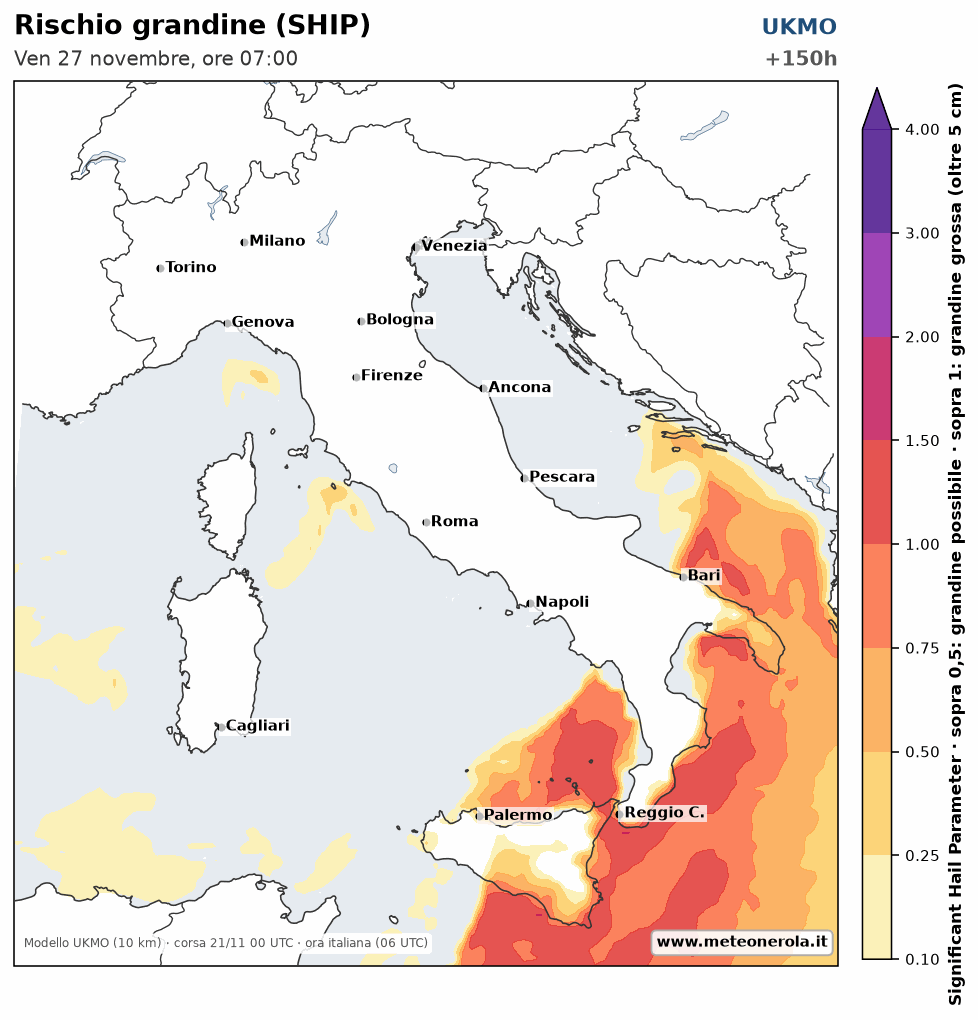 Rischio grandine (SHIP)
UKMO
Ven 27 novembre, ore 07:00
+150h
Milano
Venezia
Torino
Genova
Bologna
Firenze
Ancona
Pescara
Roma
Bari
Napoli
Cagliari
Palermo
Reggio C.
Modello UKMO (10 km) · corsa 21/11 00 UTC · ora italiana (06 UTC)
www.meteonerola.it
4.00
3.00
2.00
1.50
1.00
0.75
0.50
0.25
0.10
Significant Hail Parameter · sopra 0,5: grandine possibile · sopra 1: grandine grossa (oltre 5 cm)